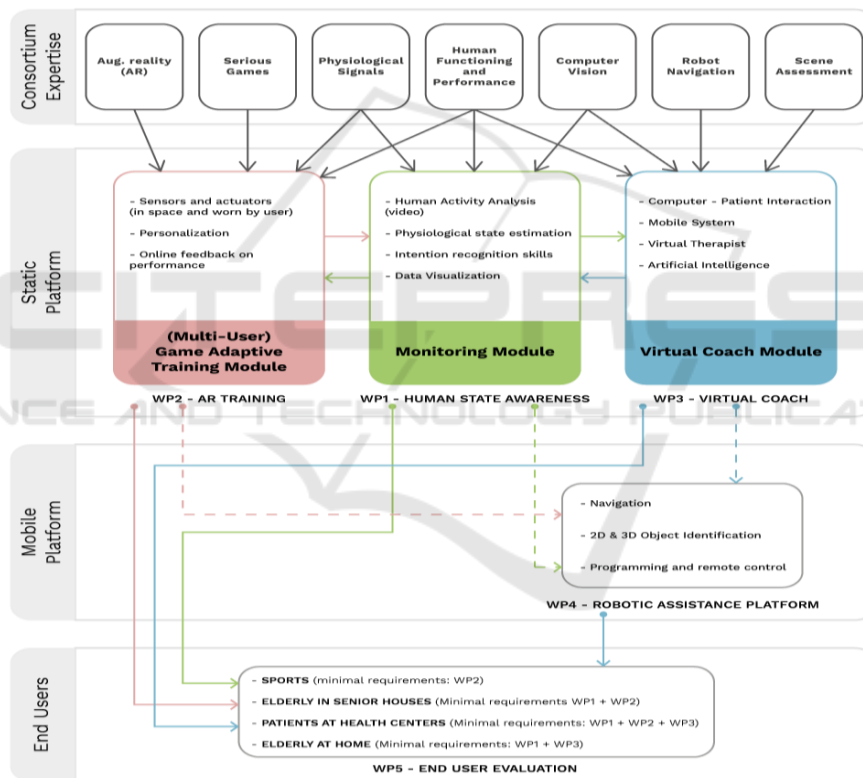 Consortium
Expertise
Aug. reality
(AR)
Serious
Games
Physiological
Signals
Human
Functioning
and
Performance
Computer
Vision
Robot
Navigation
Scene
Assessment
Static
Platform
- Sensors and actuators
(in space and worn by user)
- Personalization
- Online feedback on
performance
(Multi-User)
Game Adaptive
Training Module
WP2 - AR TRAINING
- Human Activity Analysis
(video)
- Physiological state estimation
- Intention recognition skills
- Data Visualization
Monitoring Module
WP1 - HUMAN STATE AWARENESS
- Computer - Patient Interaction
- Mobile System
- Virtual Therapist
- Artificial Intelligence
Virtual Coach Module
WP3 - VIRTUAL COACH
Mobile
Platform
- Navigation
- 2D & 3D Object Identification
- Programming and remote control
WP4 - ROBOTIC ASSISTANCE PLATFORM
End Users
- SPORTS (minimal requirements: WP2)
- ELDERLY IN SENIOR HOUSES (Minimal requirements WP1 + WP2)
- PATIENTS AT HEALTH CENTERS (Minimal requirements: WP1 + WP2 + WP3)
- ELDERLY AT HOME (Minimal requirements: WP1 + WP3)
WP5 - END USER EVALUATION